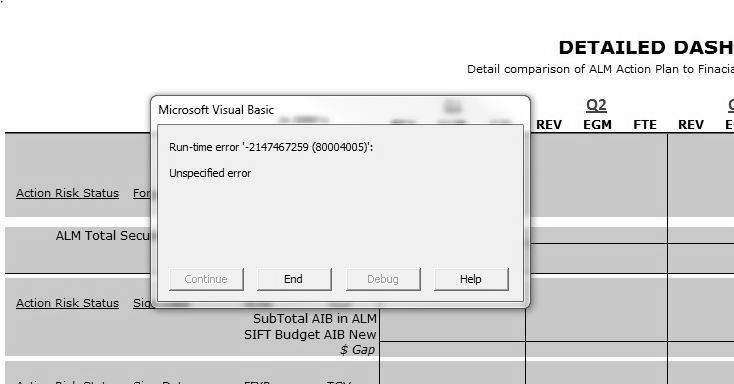 DETAILED DASH
Detail comparison of ALM Action Plan to Finacia
Microsoft Visual Basic
Run-time error '-2147467259 (80004005)':
Unspecified error
Continue End Debug Help
Q2
REV EGM FTE REV
Action Risk Status For
ALM Total Secu
Action Risk Status
SubTotal AIB in ALM
SIFT Budget AIB New
$ Gap